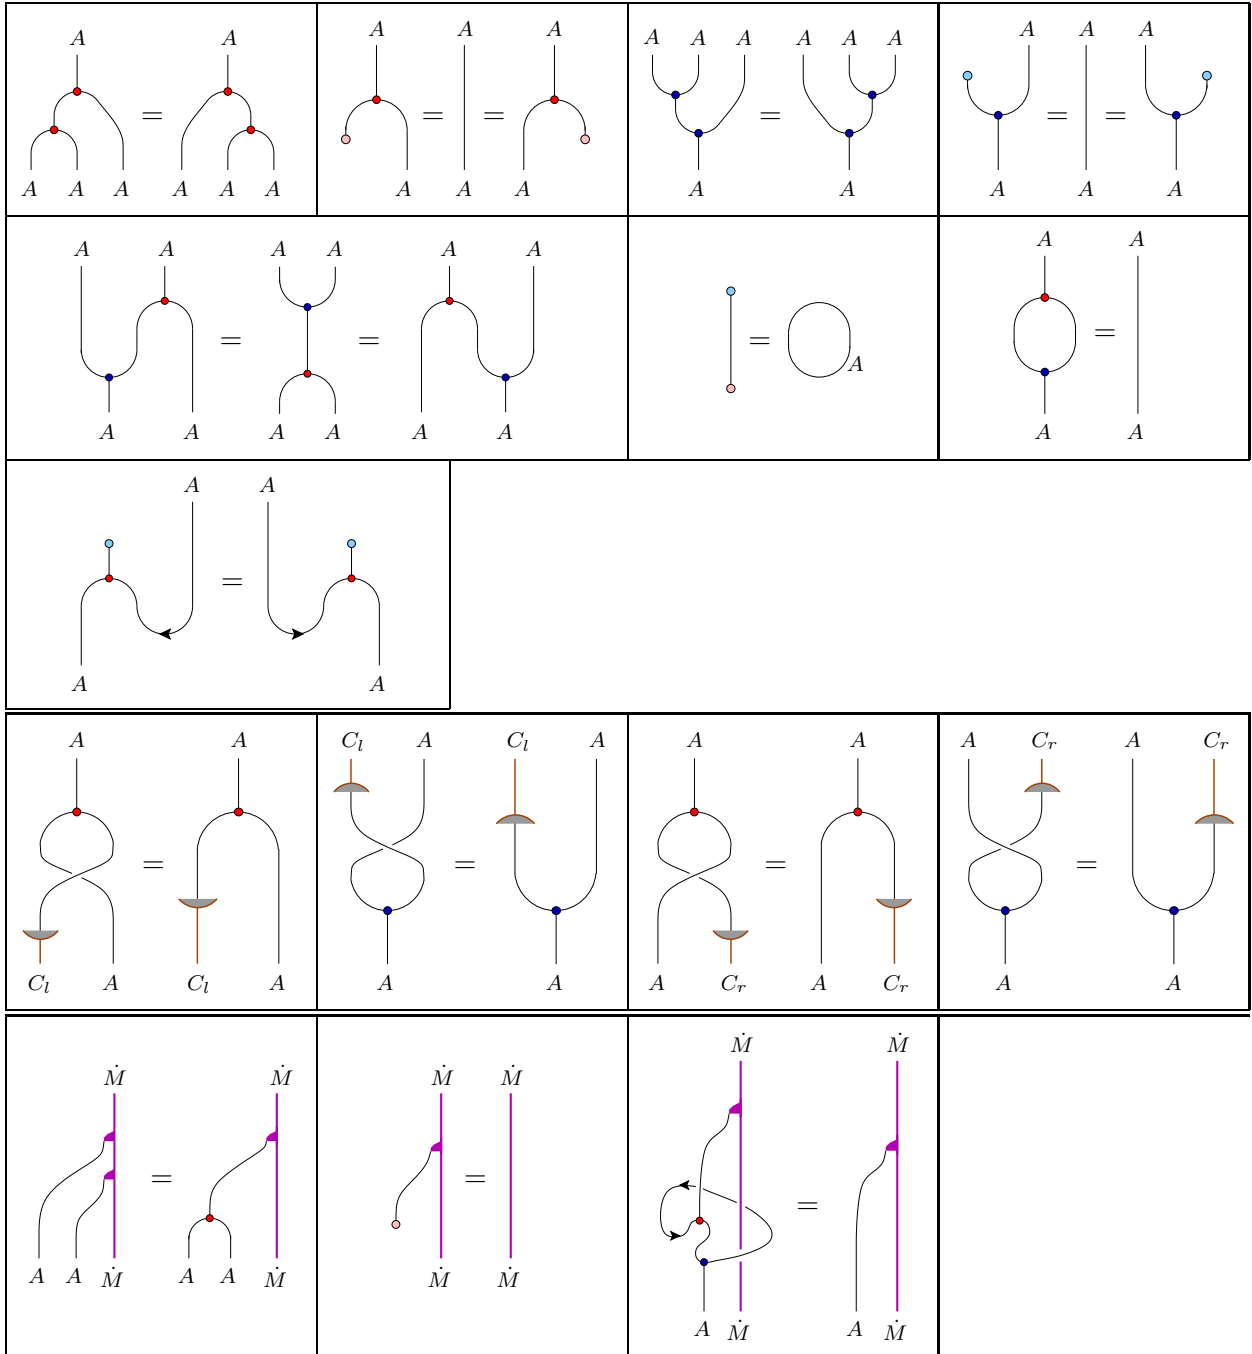 A A A A A A A A A A
= = = = = =
A A A A A A A A A A A A A
A A A A A A A A
= = = = A
A A A A A A A A
A A
=
A A
A A C_l A C_l A A A A C_r A C_r
= = = =
C_l A C_l A A A A C_r A C_r A A
Ṁ Ṁ Ṁ Ṁ Ṁ Ṁ
= = =
A A Ṁ A A Ṁ Ṁ Ṁ A Ṁ A Ṁ